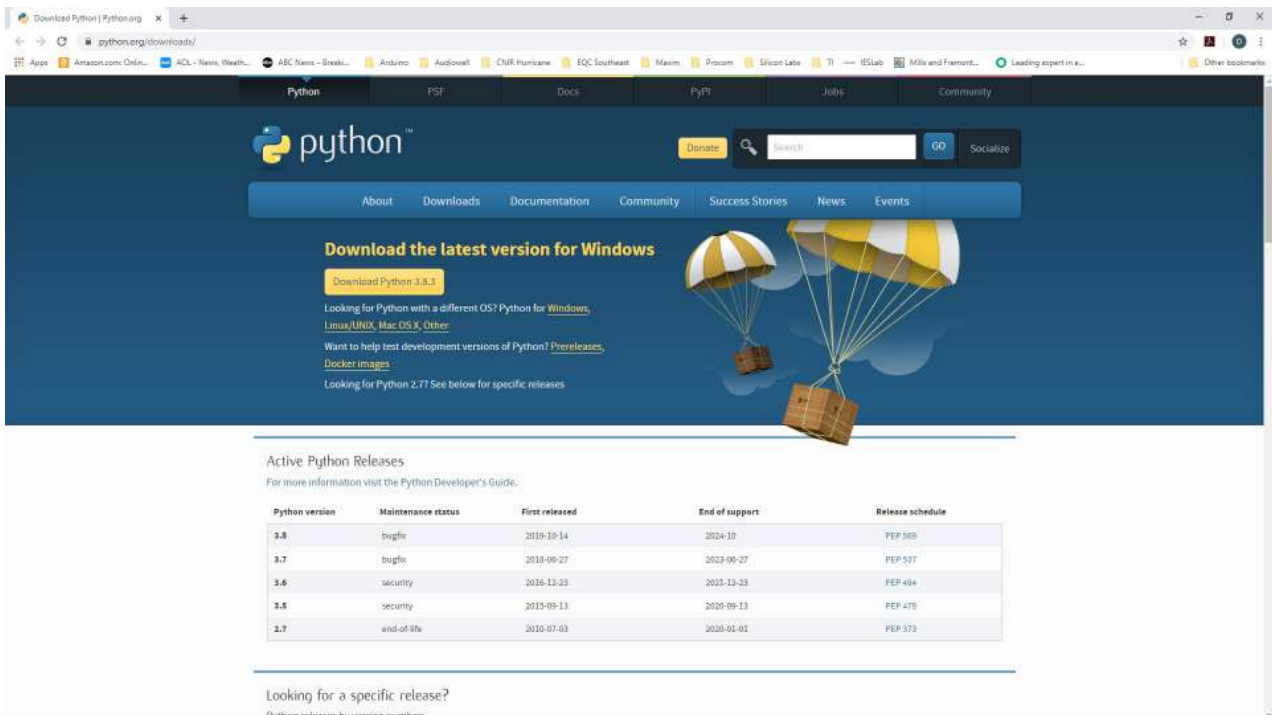 Download Python | Python.org
python.org/downloads/
Apps Amazon.com: Onlin... AOL - News, Weath... ABC News – Breaki... Arduino Audiowell CNIR Hurricane EQC Southeast Maxim Procom Silicon Labs TI IESLab Mills and Fremont... Leading expert in e... Other bookmarks
Python PSF Docs PyPI Jobs Community
python™
Donate Search GO Socialize
About Downloads Documentation Community Success Stories News Events
Download the latest version for Windows
Download Python 3.8.3
Looking for Python with a different OS? Python for Windows,
Linux/UNIX, Mac OS X, Other
Want to help test development versions of Python? Prereleases,
Docker images
Looking for Python 2.7? See below for specific releases
Active Python Releases
For more information visit the Python Developer's Guide.
Python version Maintenance status First released End of support Release schedule
3.8 bugfix 2019-10-14 2024-10 PEP 569
3.7 bugfix 2018-06-27 2023-06-27 PEP 537
3.6 security 2016-12-23 2021-12-23 PEP 494
3.5 security 2015-09-13 2020-09-13 PEP 478
2.7 end-of-life 2010-07-03 2020-01-01 PEP 373
Looking for a specific release?